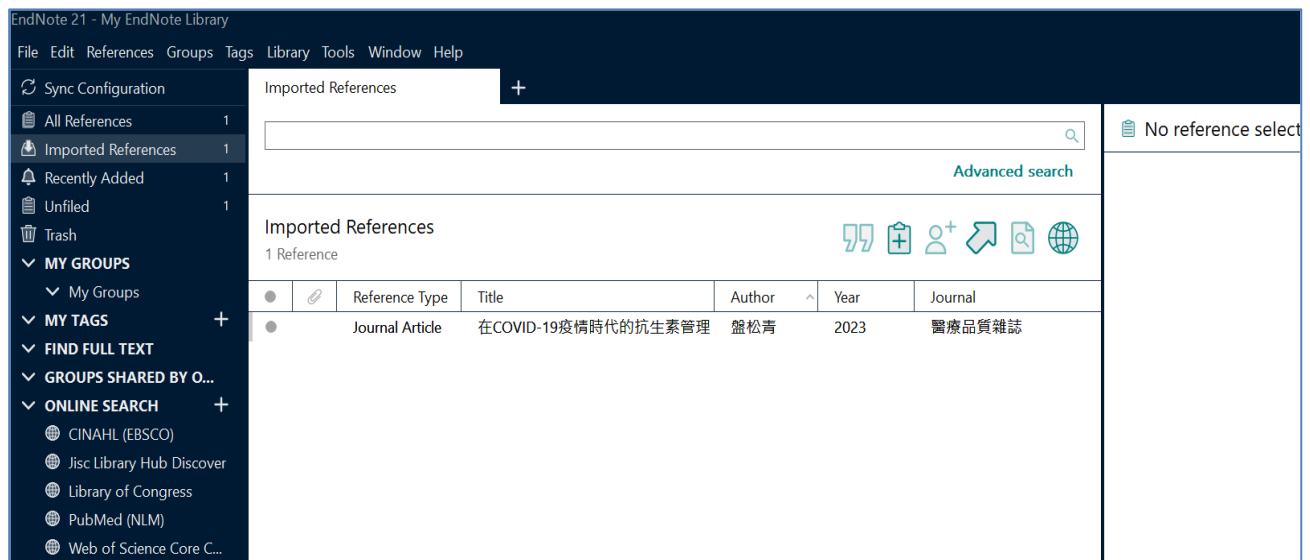 EndNote 21 - My EndNote Library
File Edit References Groups Tags Library Tools Window Help
Sync Configuration
All References 1
Imported References 1
Recently Added 1
Unfiled 1
Trash
MY GROUPS
My Groups
MY TAGS +
FIND FULL TEXT
GROUPS SHARED BY O...
ONLINE SEARCH +
CINAHL (EBSCO)
Jisc Library Hub Discover
Library of Congress
PubMed (NLM)
Web of Science Core C...
Imported References +
Advanced search
Imported References
1 Reference
Reference Type Title Author Year Journal
Journal Article 在COVID-19疫情時代的抗生素管理 盤松青 2023 醫療品質雜誌
No reference select